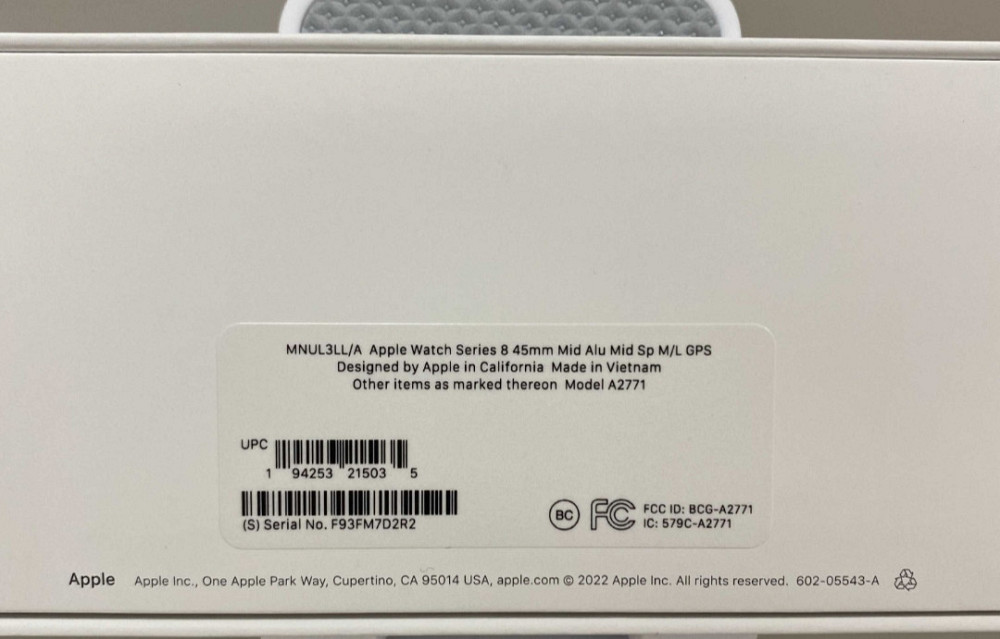 MNUL3LL/A Apple Watch Series 8 45mm Mid Alu Mid Sp M/L GPS
Designed by Apple in California Made in Vietnam
Other items as marked thereon Model A2771
UPC
1 94253 21503 5
(S) Serial No. F93FM7D2R2
BC FC FCC ID: BCG-A2771
IC: 579C-A2771
Apple Apple Inc., One Apple Park Way, Cupertino, CA 95014 USA, apple.com © 2022 Apple Inc. All rights reserved. 602-05543-A